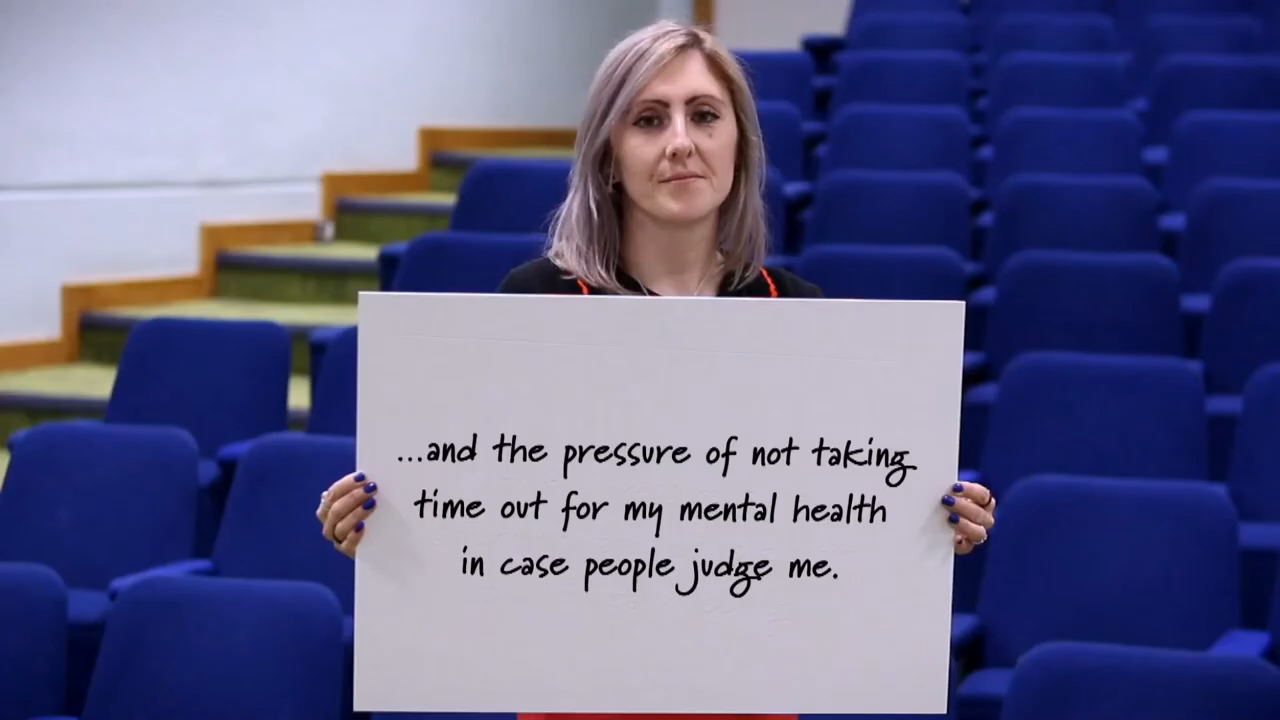 ...and the pressure of not taking
time out for my mental health
in case people judge me.